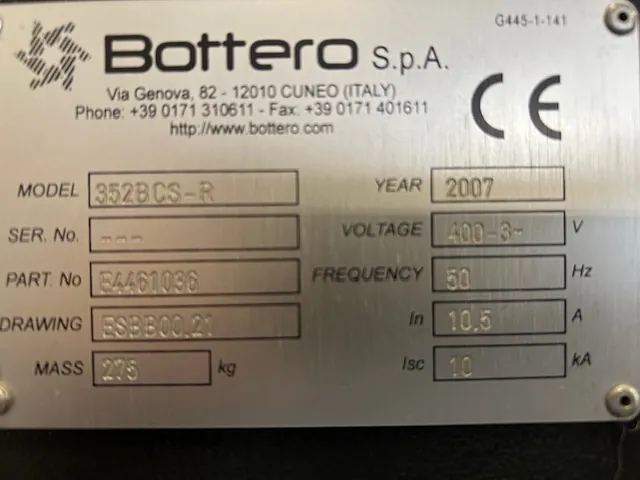 G445-1-141
Bottero S.p.A.
Via Genova, 82 - 12010 CUNEO (ITALY)
Phone: +39 0171 310611 - Fax: +39 0171 401611
http://www.bottero.com
CE
MODEL 352BCS-R YEAR 2007
SER. No. --- VOLTAGE 400-3~ V
PART. No E4461036 FREQUENCY 50 Hz
DRAWING ESBB00.21 In 10.5 A
MASS kg Isc 10 kA